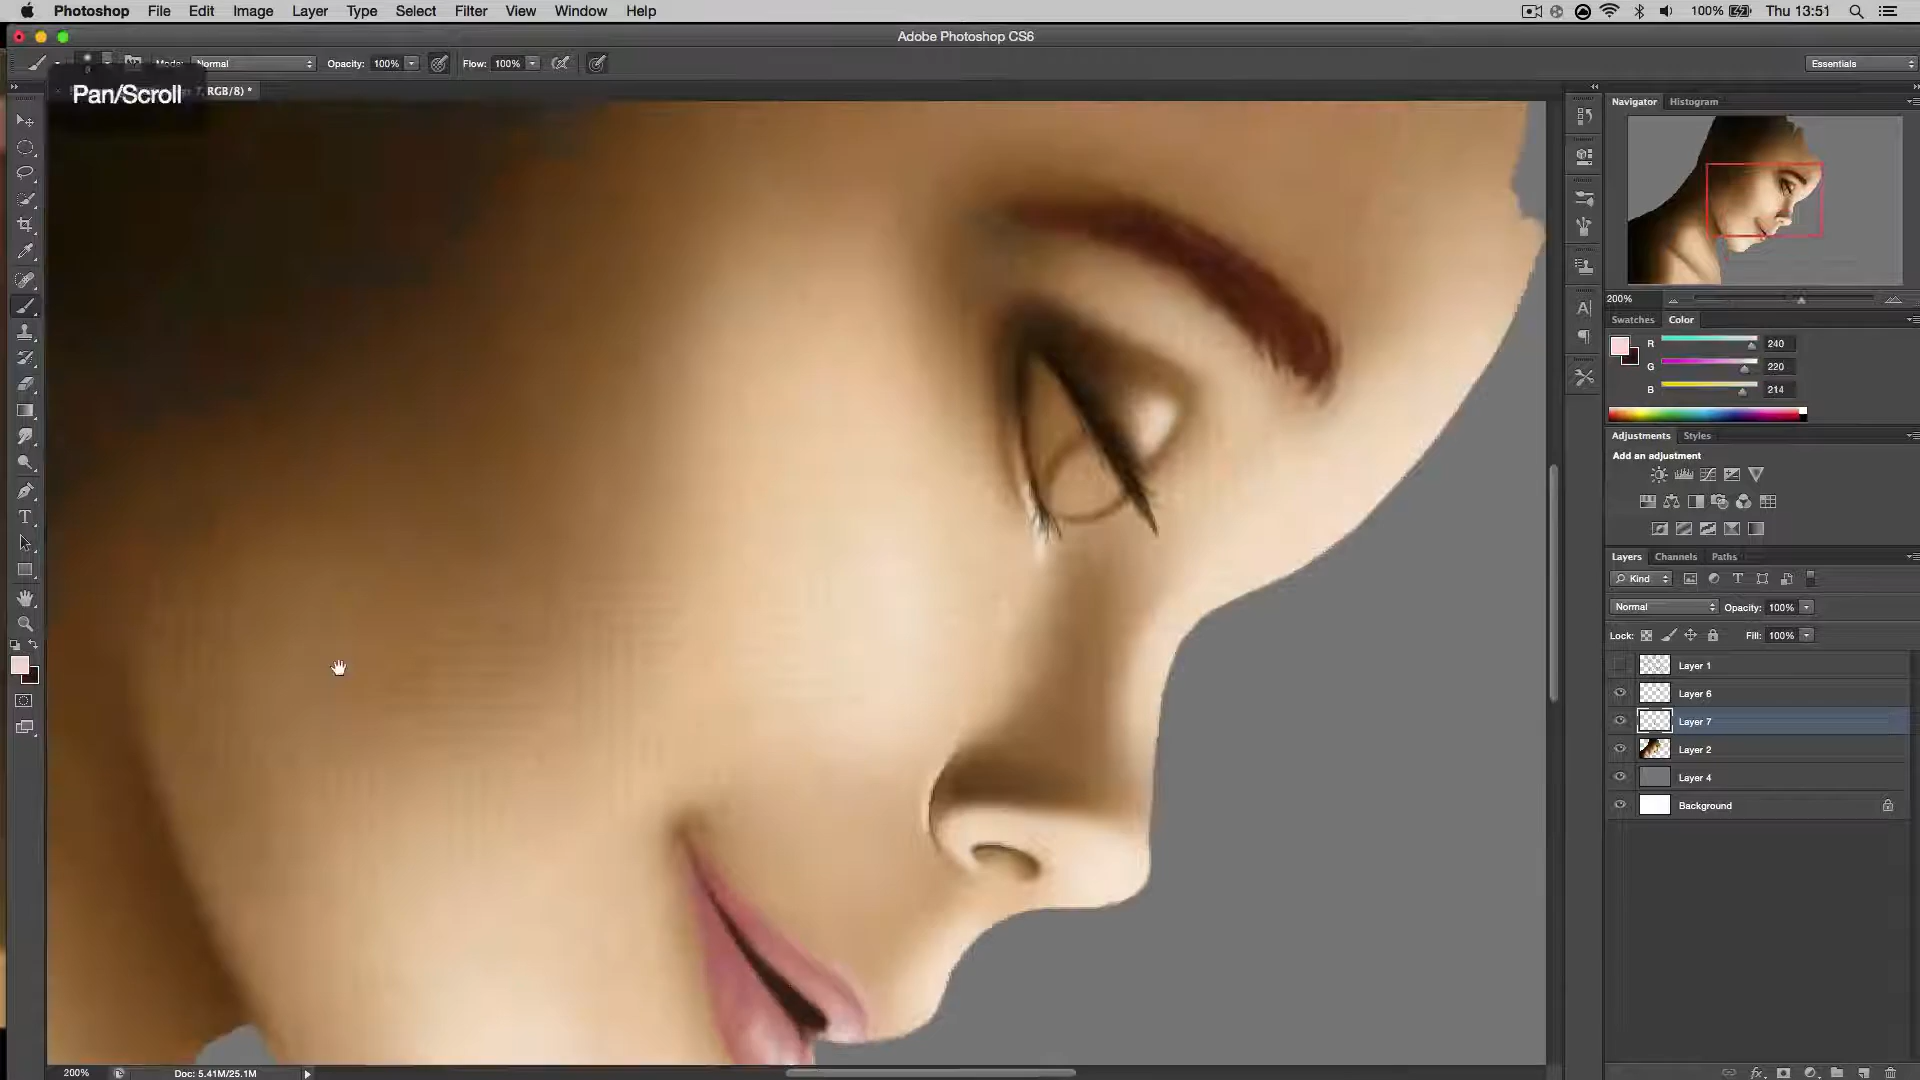 Photoshop File Edit Image Layer Type Select Filter View Window Help 100% Thu 13:51
Adobe Photoshop CS6
Mode: Normal Opacity: 100% Flow: 100% Essentials
Pan/Scroll 7, RGB/8) *
Navigator Histogram
200%
Swatches Color
R 240
G 220
B 214
Adjustments Styles
Add an adjustment
Layers Channels Paths
Kind
Normal Opacity: 100%
Lock: Fill: 100%
Layer 1
Layer 6
Layer 7
Layer 2
Layer 4
Background
200% Doc: 5.41M/25.1M